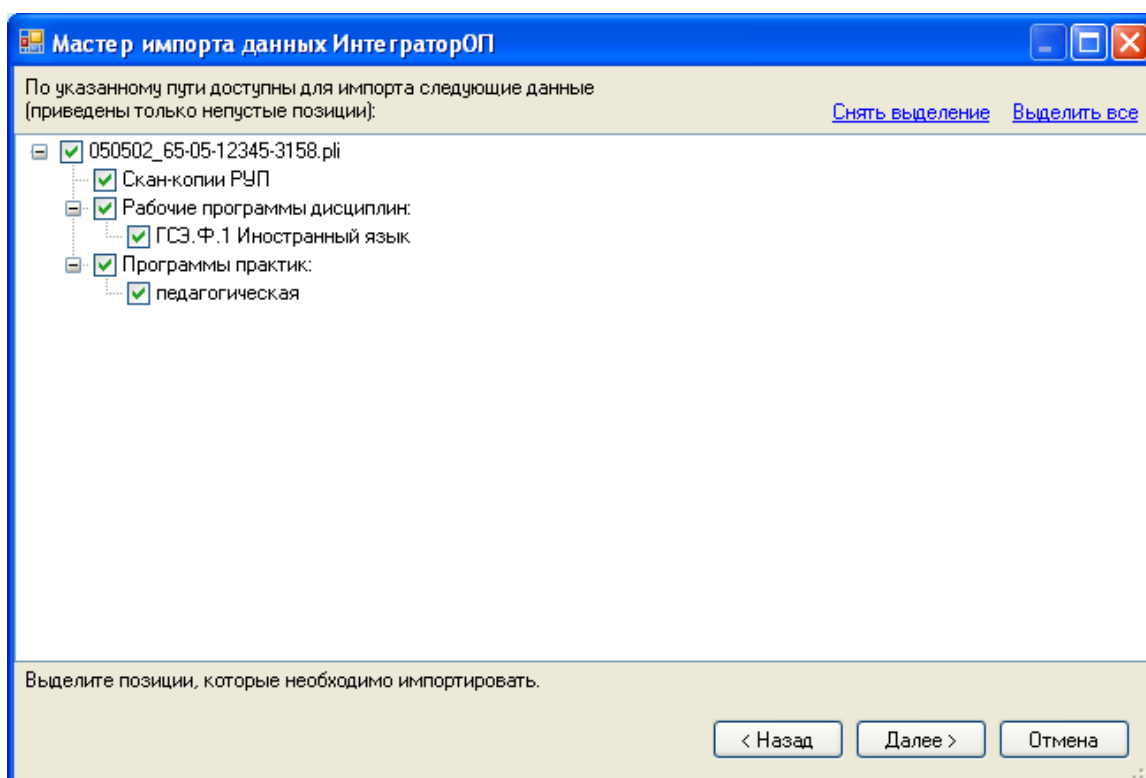 Мастер импорта данных ИнтеграторОП
По указанному пути доступны для импорта следующие данные
(приведены только непустые позиции):
Снять выделение Выделить все
050502_65-05-12345-3158.pli
Скан-копии РУП
Рабочие программы дисциплин:
ГСЭ.Ф.1 Иностранный язык
Программы практик:
педагогическая
Выделите позиции, которые необходимо импортировать.
< Назад Далее > Отмена